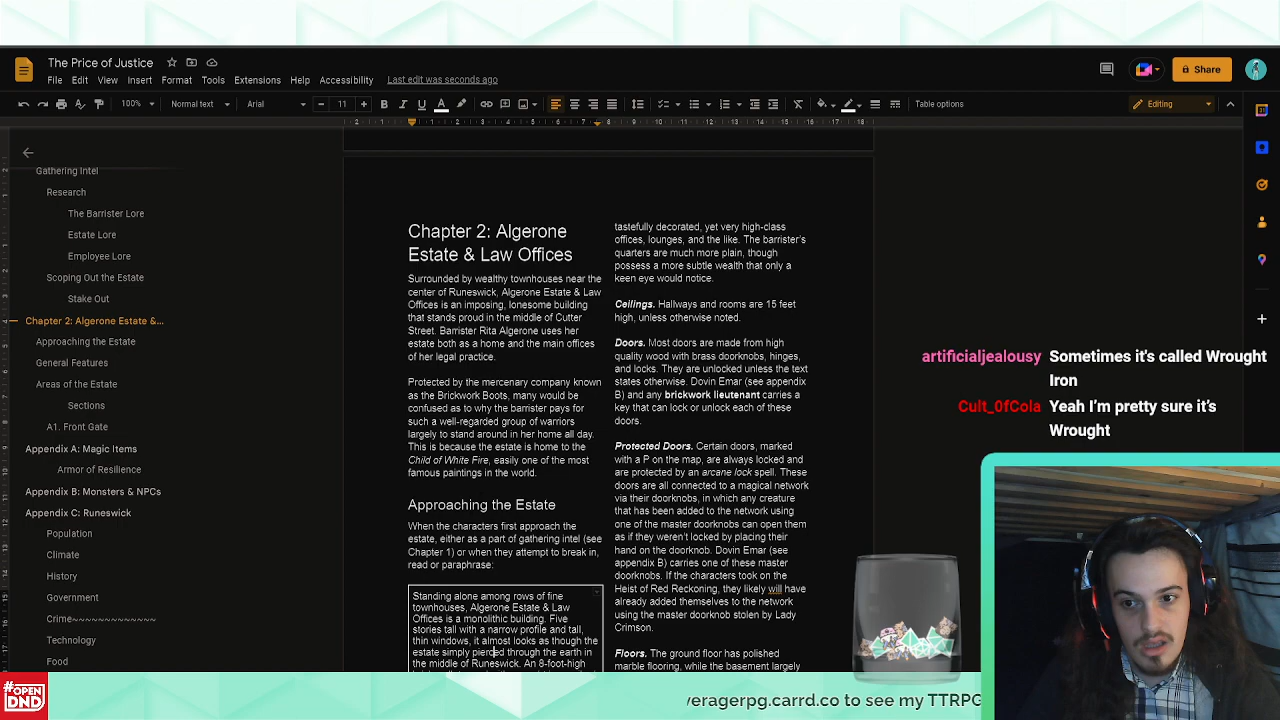 The Price of Justice
File Edit View Insert Format Tools Extensions Help Accessibility Last edit was seconds ago
Share
100% Normal text Arial 11 Table options Editing
Gathering Intel
Research
The Barrister Lore
Estate Lore
Employee Lore
Scoping Out the Estate
Stake Out
Chapter 2: Algerone Estate &...
Approaching the Estate
General Features
Areas of the Estate
Sections
A1. Front Gate
Appendix A: Magic Items
Armor of Resilience
Appendix B: Monsters & NPCs
Appendix C: Runeswick
Population
Climate
History
Government
Crime~~~~~~~~~~~~~
Technology
Food
Chapter 2: Algerone
Estate & Law Offices
Surrounded by wealthy townhouses near the
center of Runeswick, Algerone Estate & Law
Offices is an imposing, lonesome building
that stands proud in the middle of Cutter
Street. Barrister Rita Algerone uses her
estate both as a home and the main offices
of her legal practice.
Protected by the mercenary company known
as the Brickwork Boots, many would be
confused as to why the barrister pays for
such a well-regarded group of warriors
largely to stand around in her home all day.
This is because the estate is home to the
Child of White Fire, easily one of the most
famous paintings in the world.
Approaching the Estate
When the characters first approach the
estate, either as a part of gathering intel (see
Chapter 1) or when they attempt to break in,
read or paraphrase:
Standing alone among rows of fine
townhouses, Algerone Estate & Law
Offices is a monolithic building. Five
stories tall with a narrow profile and tall,
thin windows, it almost looks as though the
estate simply pierced through the earth in
the middle of Runeswick. An 8-foot-high
tastefully decorated, yet very high-class
offices, lounges, and the like. The barrister's
quarters are much more plain, though
possess a more subtle wealth that only a
keen eye would notice.
Ceilings. Hallways and rooms are 15 feet
high, unless otherwise noted.
Doors. Most doors are made from high
quality wood with brass doorknobs, hinges,
and locks. They are unlocked unless the text
states otherwise. Dovin Emar (see appendix
B) and any brickwork lieutenant carries a
key that can lock or unlock each of these
doors.
Protected Doors. Certain doors, marked
with a P on the map, are always locked and
are protected by an arcane lock spell. These
doors are all connected to a magical network
via their doorknobs, in which any creature
that has been added to the network using
one of the master doorknobs can open them
as if they weren't locked by placing their
hand on the doorknob. Dovin Emar (see
appendix B) carries one of these master
doorknobs. If the characters took on the
Heist of Red Reckoning, they likely will have
already added themselves to the network
using the master doorknob stolen by Lady
Crimson.
Floors. The ground floor has polished
marble flooring, while the basement largely
artificialjealousy Sometimes it's called Wrought
Iron
Cult_0fCola Yeah I'm pretty sure it's
Wrought
#OPEN
DND
veragerpg.carrd.co to see my TTRPG